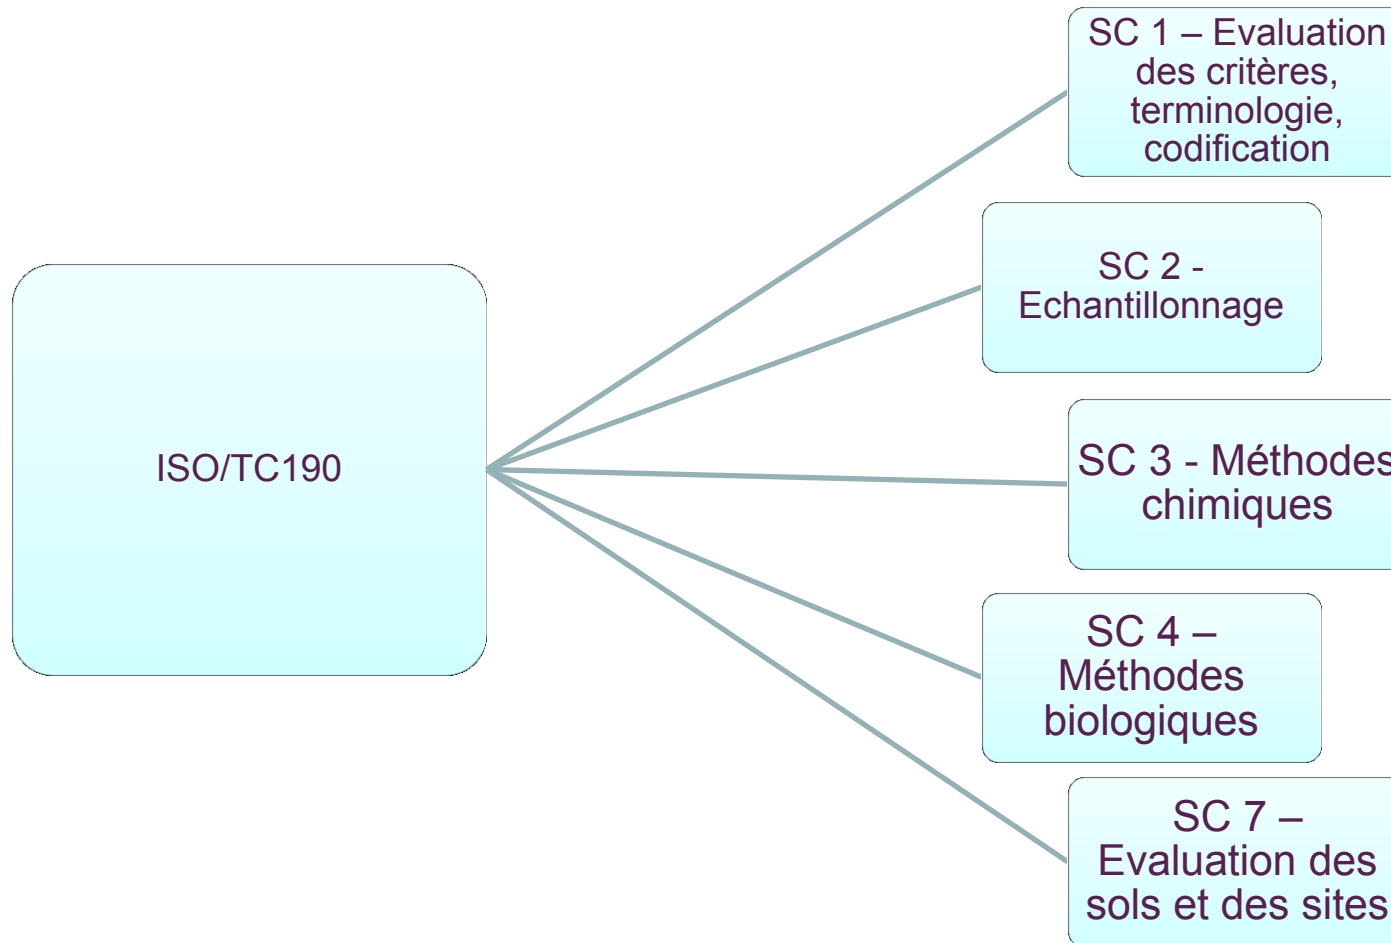 SC 1 – Evaluation
des critères,
terminologie,
codification
SC 2 -
Echantillonnage
ISO/TC190
SC 3 - Méthodes
chimiques
SC 4 –
Méthodes
biologiques
SC 7 –
Evaluation des
sols et des sites